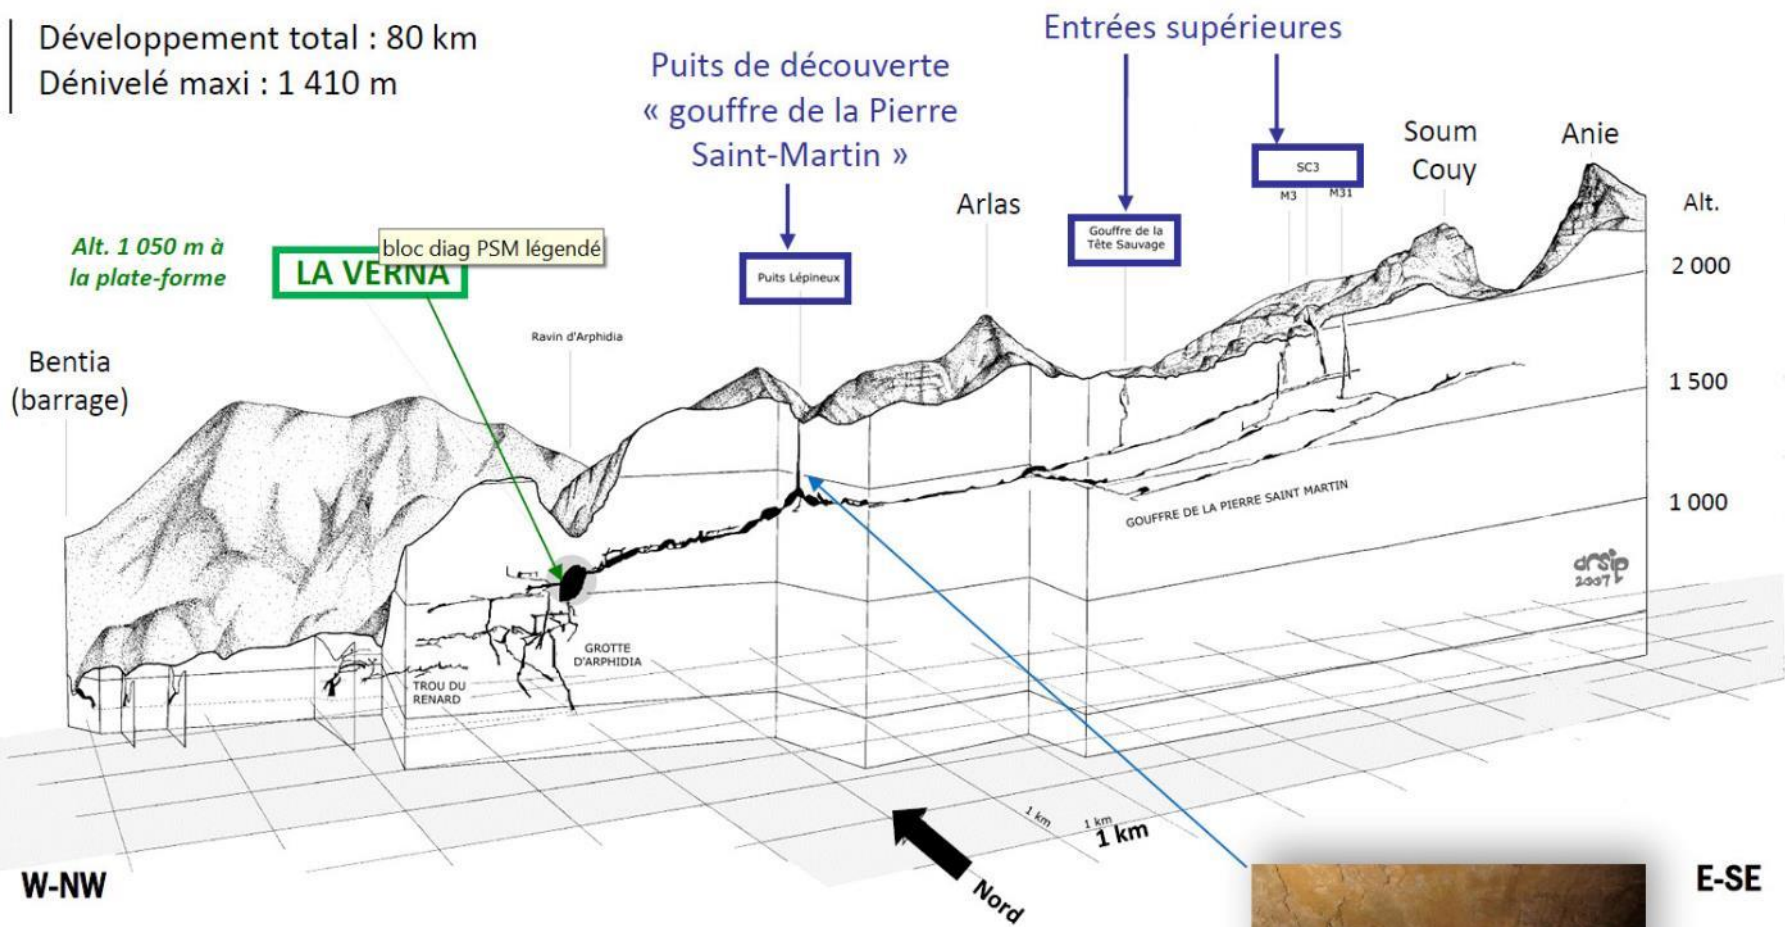 Développement total : 80 km
Dénivelé maxi : 1 410 m
Puits de découverte
« gouffre de la Pierre
Saint-Martin »
Entrées supérieures
Soum
Couy
Anie
Alt.
2 000
1 500
1 000
SC3
M3
M31
Gouffre de la
Tête Sauvage
Arlas
Puits Lépineux
Alt. 1 050 m à
la plate-forme
LA VERNA
bloc diag PSM légendé
Ravin d'Arphidia
Bentia
(barrage)
GOUFFRE DE LA PIERRE SAINT MARTIN
arsip
2007
GROTTE
D'ARPHIDIA
TROU DU
RENARD
1 km
1 km
1 km
Nord
W-NW
E-SE